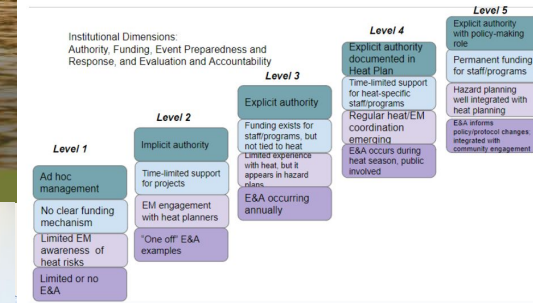 Institutional Dimensions:
Authority, Funding, Event Preparedness and
Response, and Evaluation and Accountability
Level 1
Ad hoc
management
No clear funding
mechanism
Limited EM
awareness of
heat risks
Limited or no
E&A
Level 2
Implicit authority
Time-limited support
for projects
EM engagement
with heat planners
"One off" E&A
examples
Level 3
Explicit authority
Funding exists for
staff/programs, but
not tied to heat
Limited experience
with heat, but it
appears in hazard
plans
E&A occurring
annually
Level 4
Explicit authority
documented in
Heat Plan
Time-limited support
for heat-specific
staff/programs
Regular heat/EM
coordination
emerging
E&A occurs during
heat season, public
involved
Level 5
Explicit authority
with policy-making
role
Permanent funding
for staff/programs
Hazard planning
well integrated with
heat planning
E&A informs
policy/protocol changes,
integrated with
community engagement